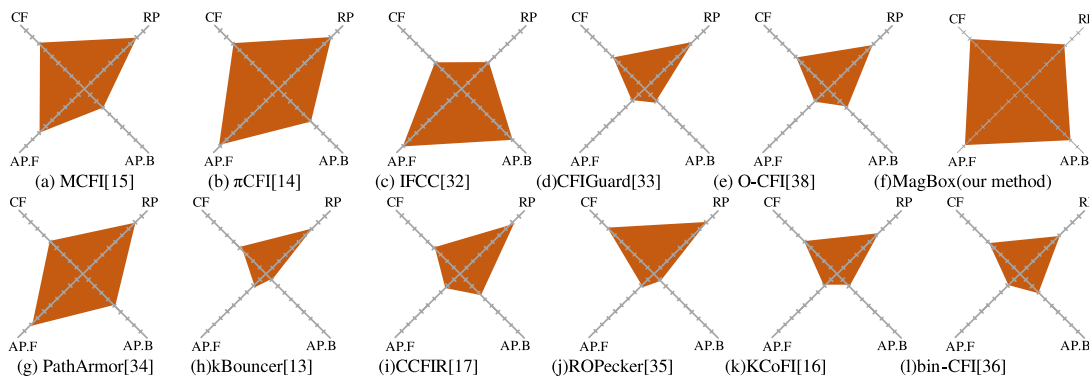 CF RP CF RP CF RP CF RP CF RP CF RP
AP.F AP.B AP.F AP.B AP.F AP.B AP.F AP.B AP.F AP.B AP.F AP.B
(a) MCFI[15] (b) πCFI[14] (c) IFCC[32] (d)CFIGuard[33] (e) O-CFI[38] (f)MagBox(our method)
CF RP CF RP CF RP CF RP CF RP CF RP
AP.F AP.B AP.F AP.B AP.F AP.B AP.F AP.B AP.F AP.B AP.F AP.B
(g) PathArmor[34] (h)kBouncer[13] (i)CCFIR[17] (j)ROPecker[35] (k)KCoFI[16] (l)bin-CFI[36]